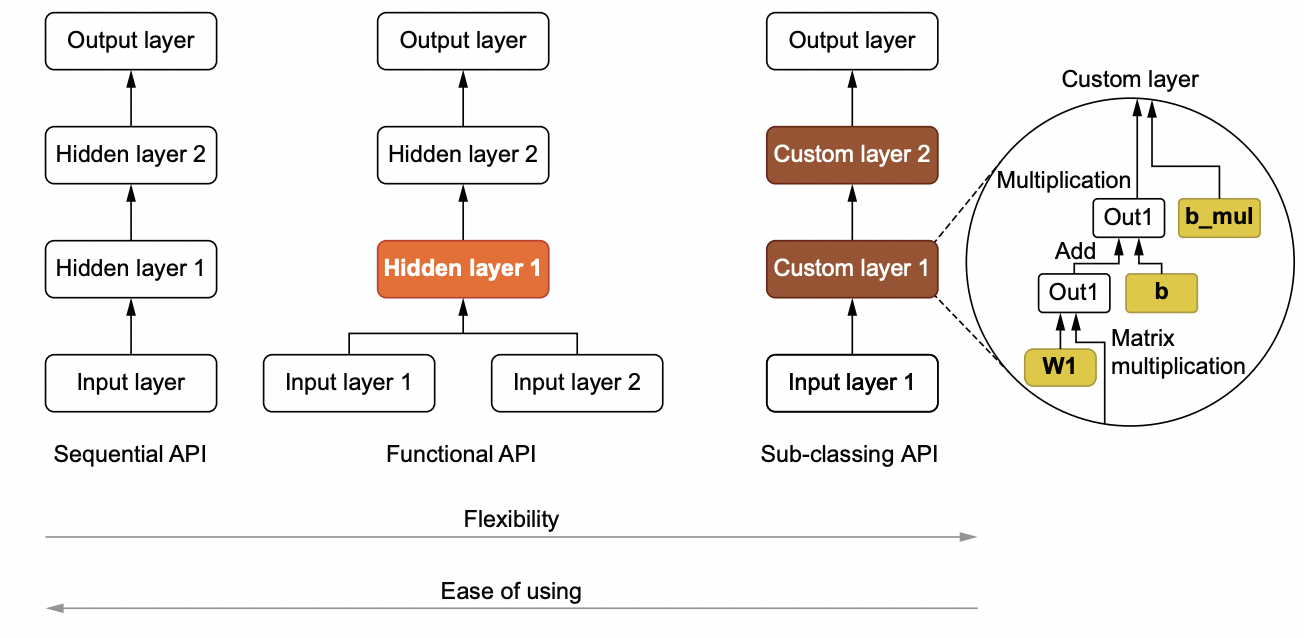 Output layer
Output layer
Output layer
Custom layer
Hidden layer 2
Hidden layer 2
Custom layer 2
Multiplication
Out1
b_mul
Add
Hidden layer 1
Hidden layer 1
Custom layer 1
Out1
b
Matrix
multiplication
W1
Input layer
Input layer 1
Input layer 2
Input layer 1
Sequential API
Functional API
Sub-classing API
Flexibility
Ease of using